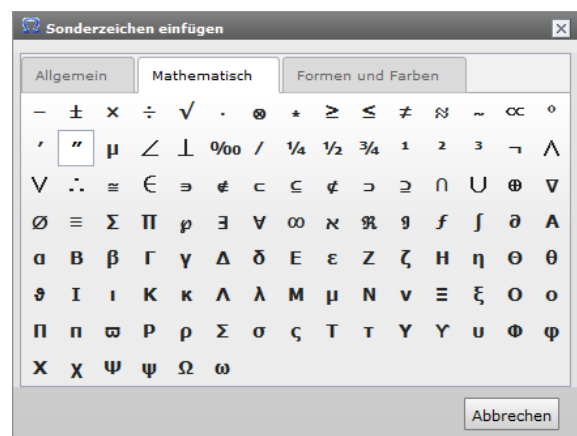 Sonderzeichen einfügen
Allgemein Mathematisch Formen und Farben
− ± × ÷ √ · ⊗ * ≥ ≤ ≠ ≈ ~ ∝ º
′ ″ µ ∠ ⊥ ‰ / ¼ ½ ¾ ¹ ² ³ ¬ ∧
∨ ∴ ≅ ∈ ∋ ∉ ⊂ ⊆ ⊄ ⊃ ⊇ ∩ ∪ ⊕ ∇
Ø ≡ Σ Π ℘ ∃ ∀ ∞ ℵ ℜ ℑ ƒ ∫ ∂ Α
α Β β Γ γ Δ δ Ε ε Ζ ζ Η η Θ θ
ϑ Ι ι Κ κ Λ λ Μ μ Ν ν Ξ ξ Ο ο
Π π ϖ Ρ ρ Σ σ ς Τ τ Υ ϒ υ Φ φ
Χ χ Ψ ψ Ω ω
Abbrechen